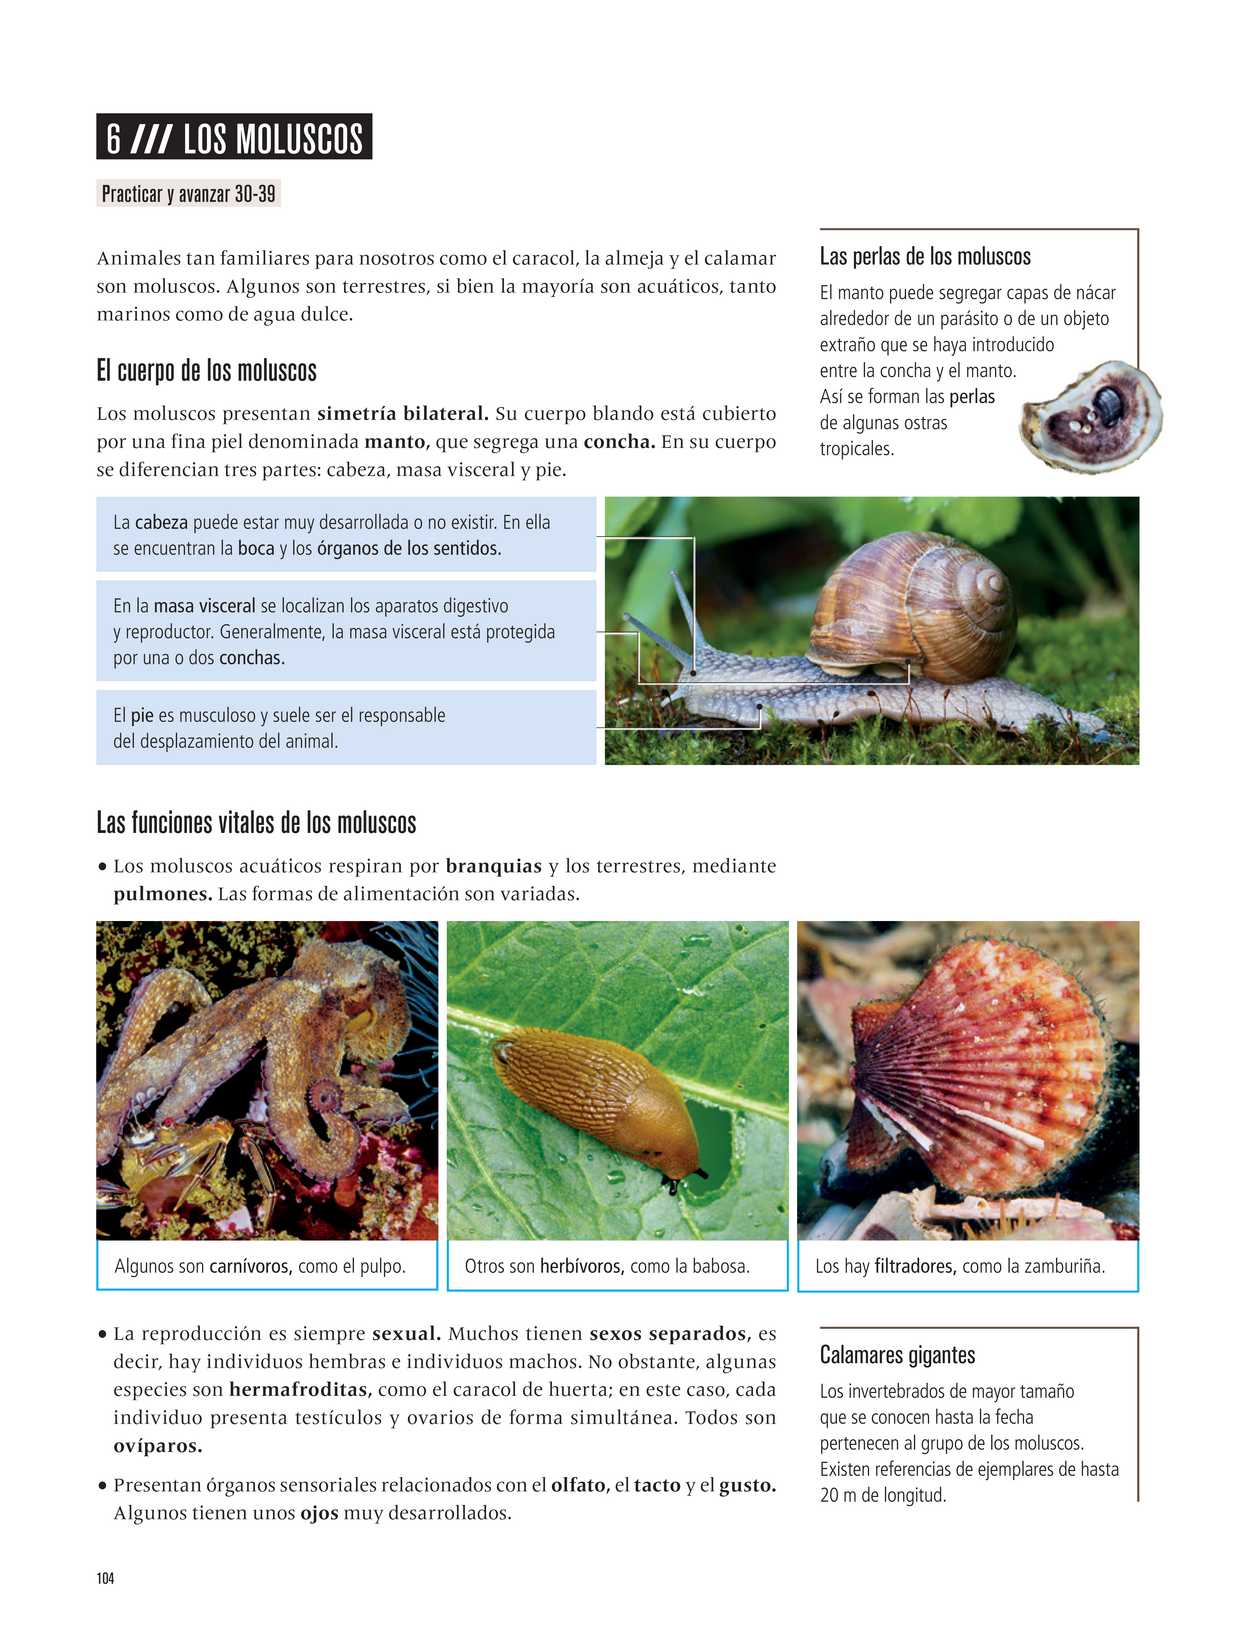 6 /// LOS MOLUSCOS
Practicar y avanzar 30-39
Animales tan familiares para nosotros como el caracol, la almeja y el calamar
son moluscos. Algunos son terrestres, si bien la mayoría son acuáticos, tanto
marinos como de agua dulce.
El cuerpo de los moluscos
Los moluscos presentan simetría bilateral. Su cuerpo blando está cubierto
por una fina piel denominada manto, que segrega una concha. En su cuerpo
se diferencian tres partes: cabeza, masa visceral y pie.
Las perlas de los moluscos
El manto puede segregar capas de nácar
alrededor de un parásito o de un objeto
extraño que se haya introducido
entre la concha y el manto.
Así se forman las perlas
de algunas ostras
tropicales.
La cabeza puede estar muy desarrollada o no existir. En ella
se encuentran la boca y los órganos de los sentidos.
En la masa visceral se localizan los aparatos digestivo
y reproductor. Generalmente, la masa visceral está protegida
por una o dos conchas.
El pie es musculoso y suele ser el responsable
del desplazamiento del animal.
Las funciones vitales de los moluscos
• Los moluscos acuáticos respiran por branquias y los terrestres, mediante
pulmones. Las formas de alimentación son variadas.
Algunos son carnívoros, como el pulpo.
Otros son herbívoros, como la babosa.
Los hay filtradores, como la zamburiña.
• La reproducción es siempre sexual. Muchos tienen sexos separados, es
decir, hay individuos hembras e individuos machos. No obstante, algunas
especies son hermafroditas, como el caracol de huerta; en este caso, cada
individuo presenta testículos y ovarios de forma simultánea. Todos son
ovíparos.
• Presentan órganos sensoriales relacionados con el olfato, el tacto y el gusto.
Algunos tienen unos ojos muy desarrollados.
Calamares gigantes
Los invertebrados de mayor tamaño
que se conocen hasta la fecha
pertenecen al grupo de los moluscos.
Existen referencias de ejemplares de hasta
20 m de longitud.
104